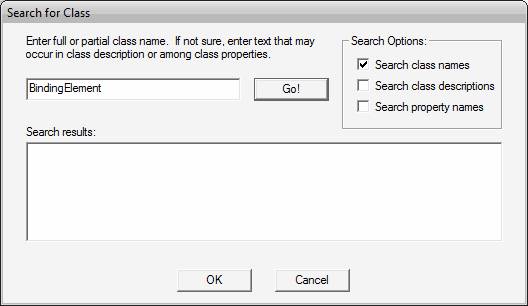 Search for Class
Enter full or partial class name.  If not sure, enter text that may
occur in class description or among class properties.
BindingElement
Go!
Search Options:
Search class names
Search class descriptions
Search property names
Search results:
OK
Cancel